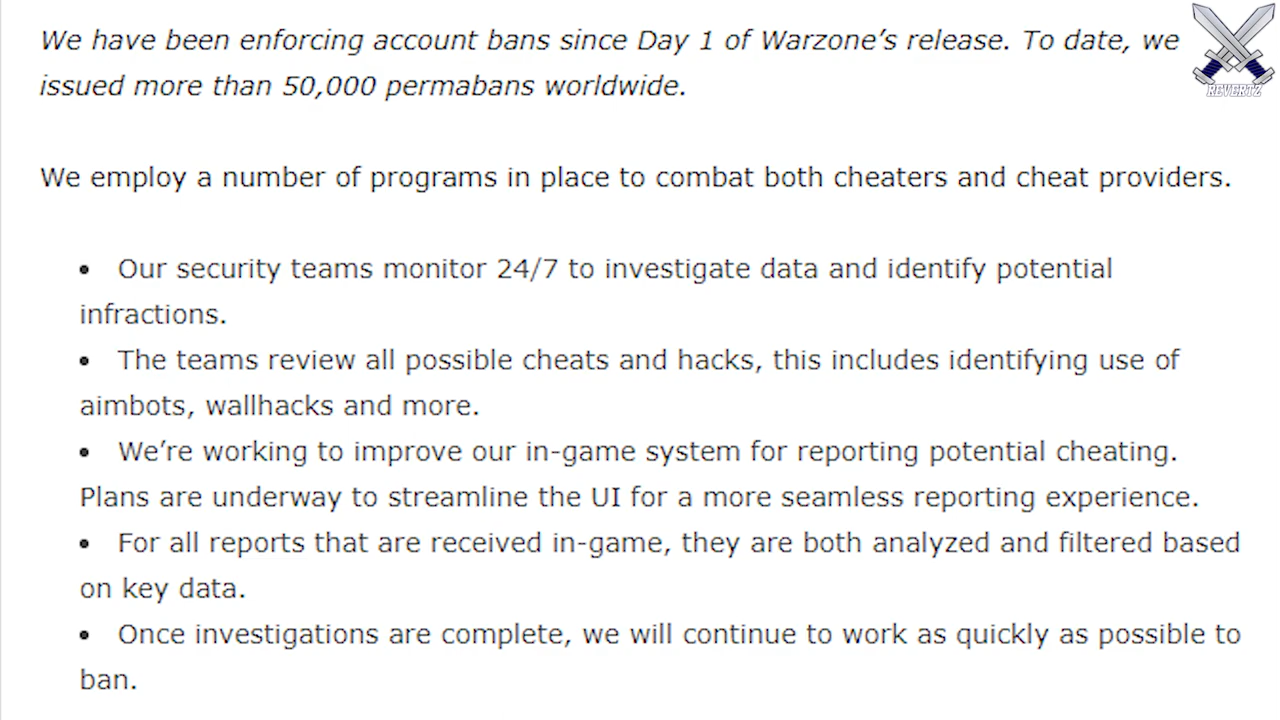 We have been enforcing account bans since Day 1 of Warzone’s release. To date, we
issued more than 50,000 permabans worldwide.
REVERTZ
We employ a number of programs in place to combat both cheaters and cheat providers.
• Our security teams monitor 24/7 to investigate data and identify potential
infractions.
• The teams review all possible cheats and hacks, this includes identifying use of
aimbots, wallhacks and more.
• We’re working to improve our in-game system for reporting potential cheating.
Plans are underway to streamline the UI for a more seamless reporting experience.
• For all reports that are received in-game, they are both analyzed and filtered based
on key data.
• Once investigations are complete, we will continue to work as quickly as possible to
ban.